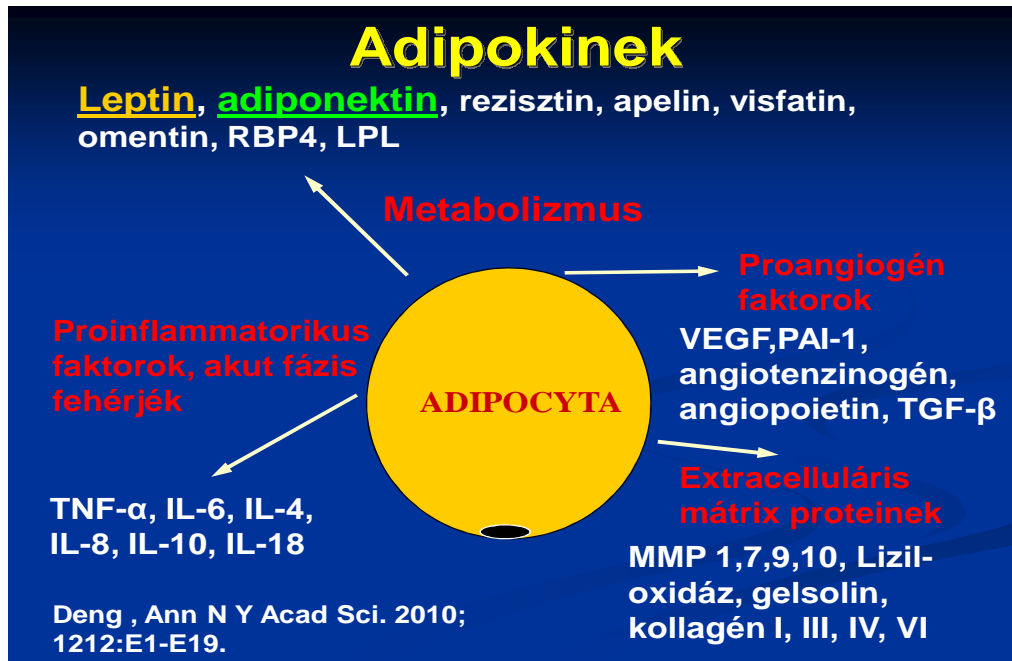 Adipokinek
Leptin, adiponektin, rezisztin, apelin, visfatin,
omentin, RBP4, LPL
Metabolizmus
Proangiogén
faktorok
VEGF,PAI-1,
angiotenzinogén,
angiopoietin, TGF-β
Proinflammatorikus
faktorok, akut fázis
fehérjék
ADIPOCYTA
TNF-α, IL-6, IL-4,
IL-8, IL-10, IL-18
Extracelluláris
mátrix proteinek
MMP 1,7,9,10, Lizil-
oxidáz, gelsolin,
kollagén I, III, IV, VI
Deng , Ann N Y Acad Sci. 2010;
1212:E1-E19.